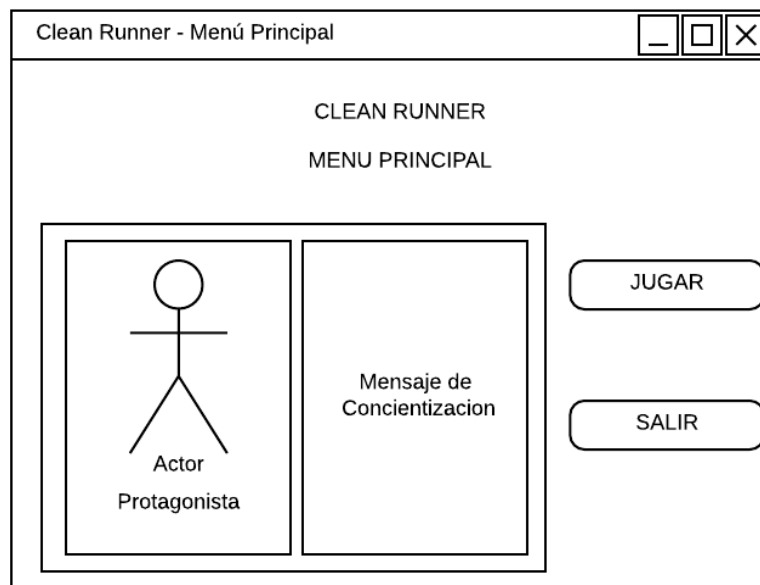 Clean Runner - Menú Principal
CLEAN RUNNER
MENU PRINCIPAL
Actor
Protagonista
Mensaje de
Concientizacion
JUGAR
SALIR